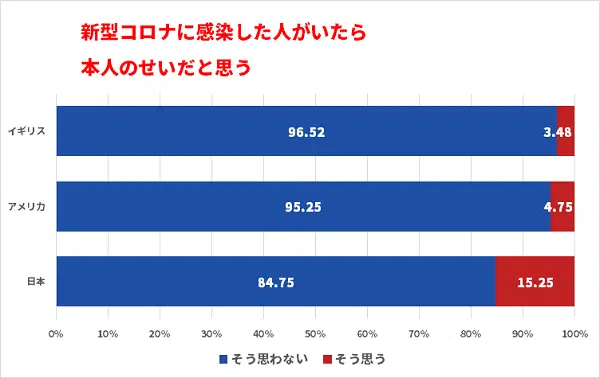 新型コロナに感染した人がいたら
本人のせいだと思う
イギリス 96.52 3.48
アメリカ 95.25 4.75
日本 84.75 15.25
0% 10% 20% 30% 40% 50% 60% 70% 80% 90% 100%
そう思わない そう思う